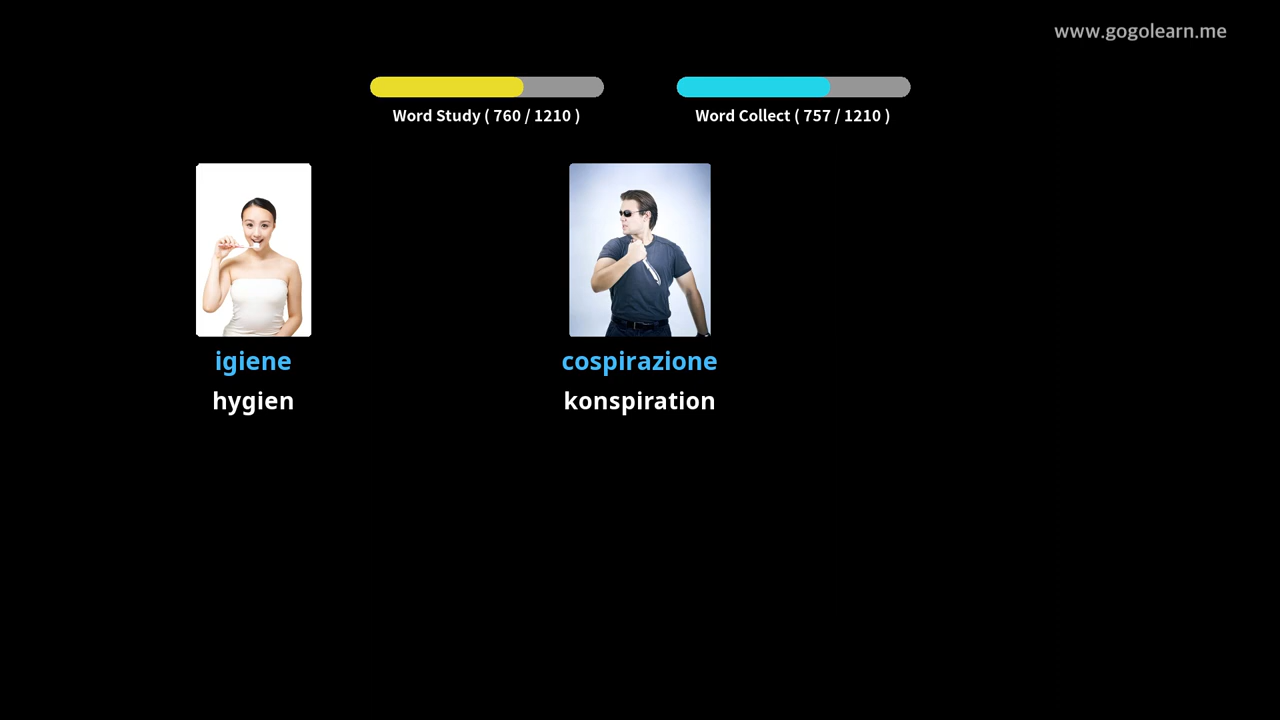 www.gogolearn.me
Word Study ( 760 / 1210 )
Word Collect ( 757 / 1210 )
igiene
hygien
cospirazione
konspiration